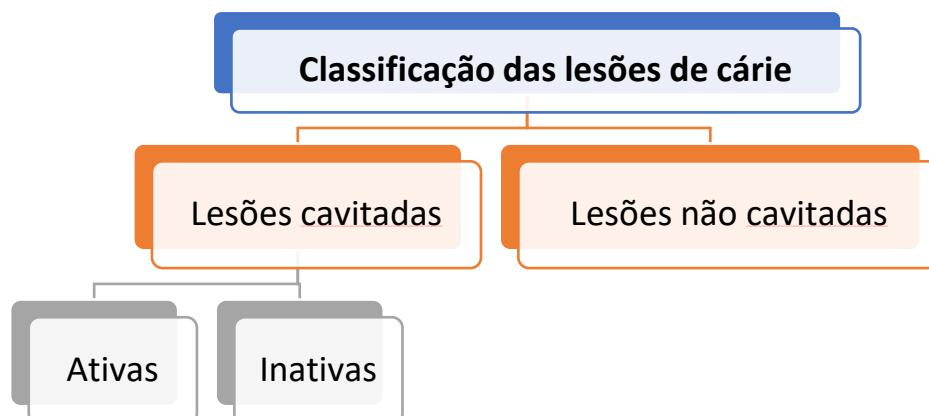 Classificação das lesões de cárie
Lesões cavitadas
Lesões não cavitadas
Ativas
Inativas